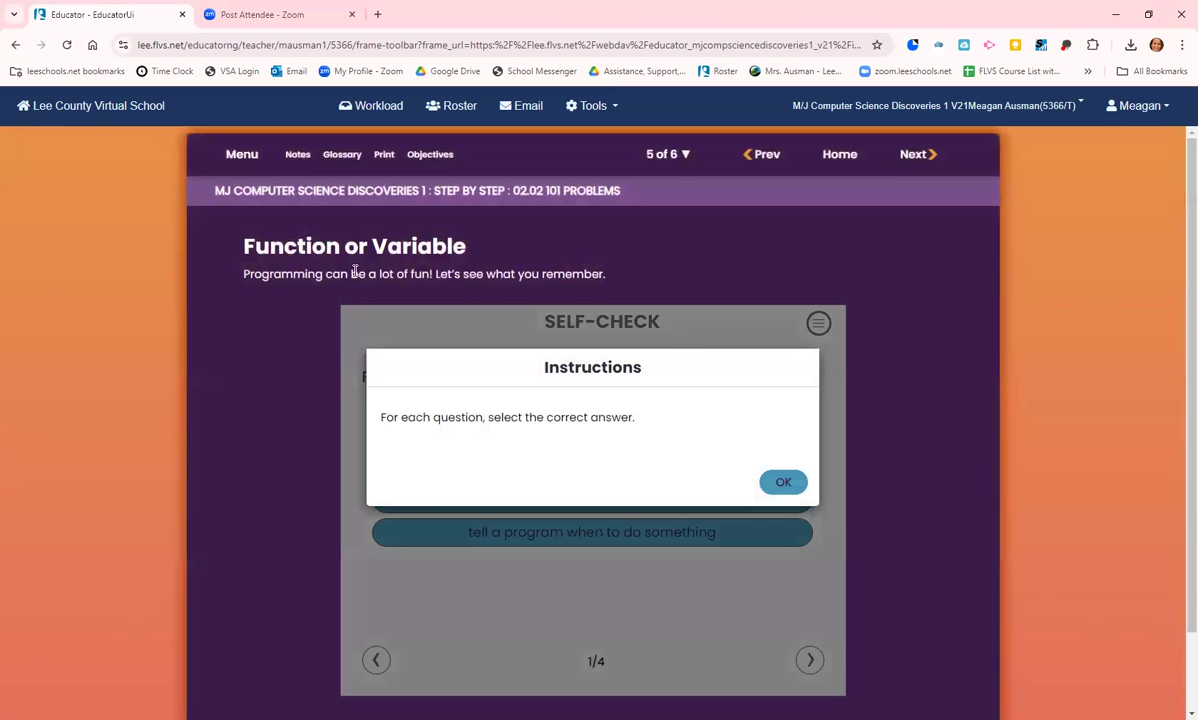 Educator - EducatorUi
Post Attendee - Zoom
lee.flvs.net/educatorng/teacher/mausman1/5366/frame-toolbar?frame_url=https:%2F%2Flee.flvs.net%2Fwebdav%2Feducator_mjcompsciencediscoveries1_v21%2Fi...
leeschools.net bookmarks
Time Clock
VSA Login
Email
My Profile - Zoom
Google Drive
School Messenger
Assistance, Support,...
Roster
Mrs. Ausman - Lee...
zoom.leeschools.net
FLVS Course List wit...
All Bookmarks
Lee County Virtual School
Workload
Roster
Email
Tools
M/J Computer Science Discoveries 1 V21Meagan Ausman(5366/T)
Meagan
Menu
Notes
Glossary
Print
Objectives
5 of 6
Prev
Home
Next
MJ COMPUTER SCIENCE DISCOVERIES 1 : STEP BY STEP : 02.02 101 PROBLEMS
Function or Variable
Programming can be a lot of fun! Let's see what you remember.
SELF-CHECK
Instructions
For each question, select the correct answer.
OK
tell a program when to do something
1/4